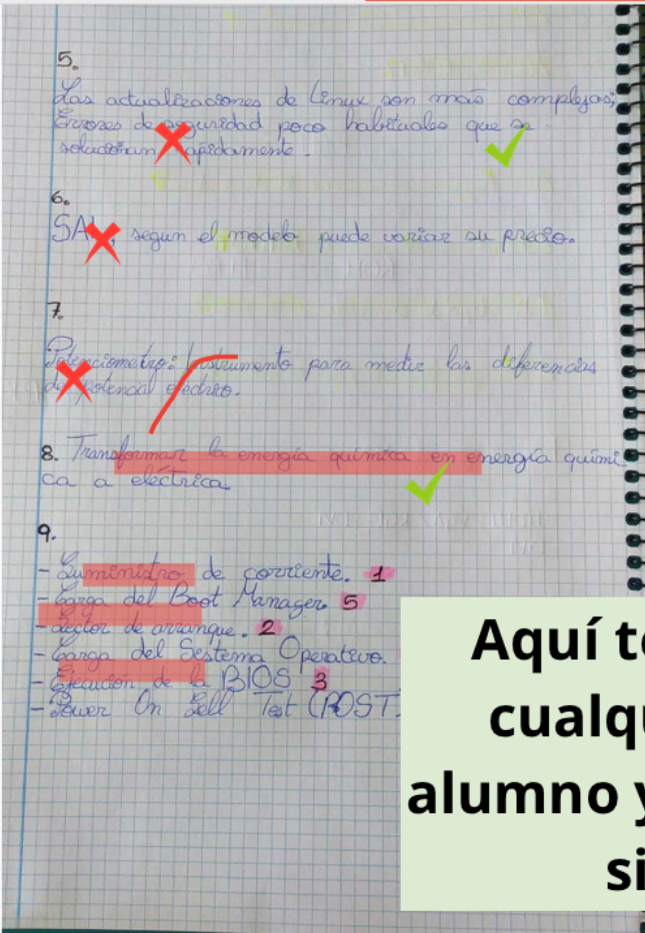 5.
Las actualizaciones de Linux son más complejas;
Errores de seguridad poco habituales que se
solucionan rápidamente.
6.
SAI, segun el modelo puede variar su precio.
7.
Potenciometro: Instrumento para medir las diferencias
de potencial eléctrico.
8. Transformar la energía química en energía quími
ca a eléctrica.
9.
- Suministro de corriente. 1
- Carga del Boot Manager. 5
- Sector de arranque. 2
- Carga del Sistema Operativo.
- Ejecución de la BIOS 3
- Power On Sell Test (POST)
Aquí t
cualq
alumno y
si